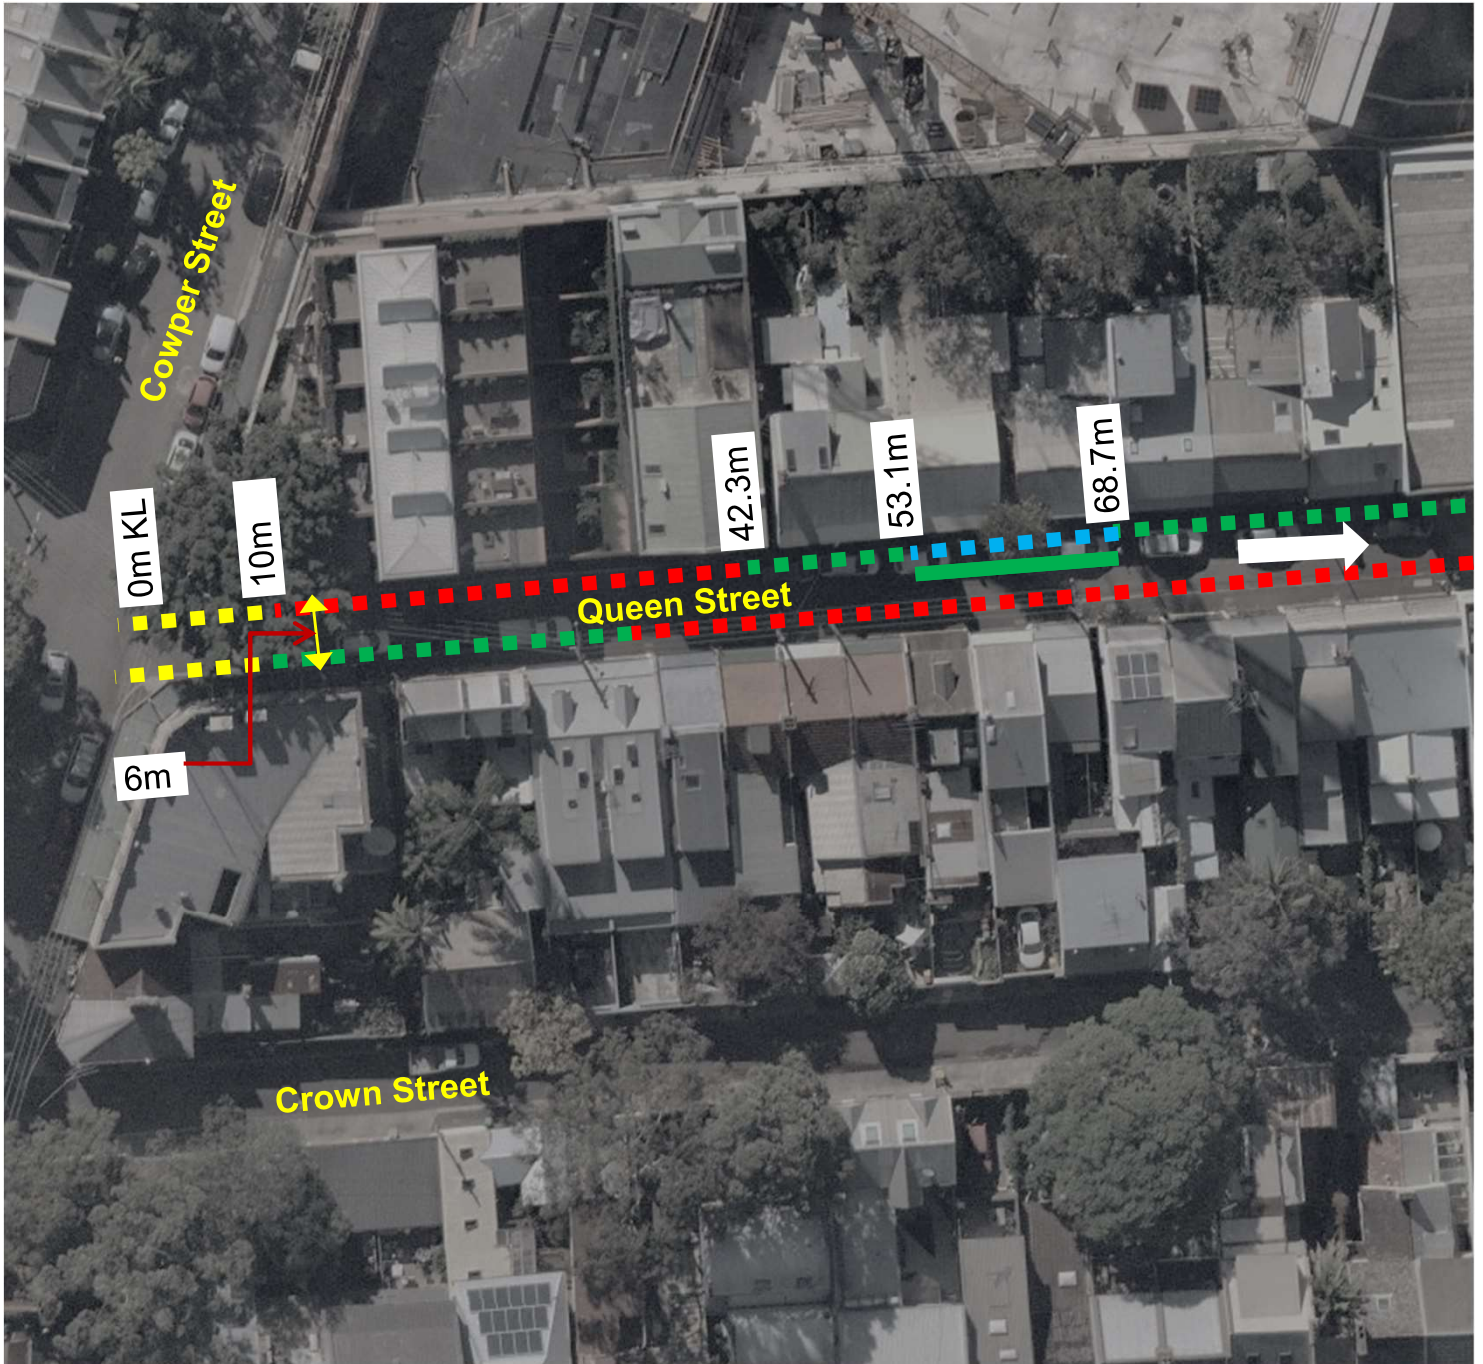 Cowper Street
0m KL
10m
42.3m
53.1m
68.7m
Queen Street
6m
Crown Street